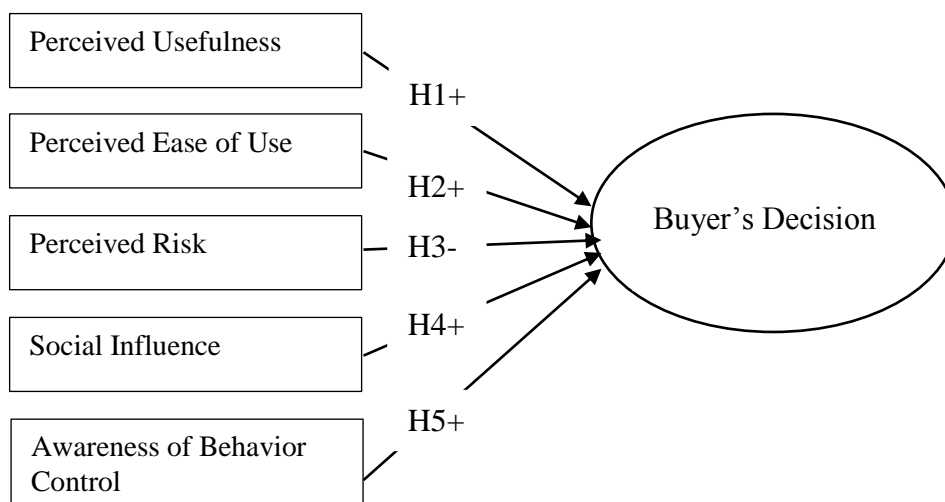 Perceived Usefulness
H1+
Perceived Ease of Use
H2+
Buyer’s Decision
Perceived Risk
H3-
Social Influence
H4+
Awareness of Behavior
Control
H5+